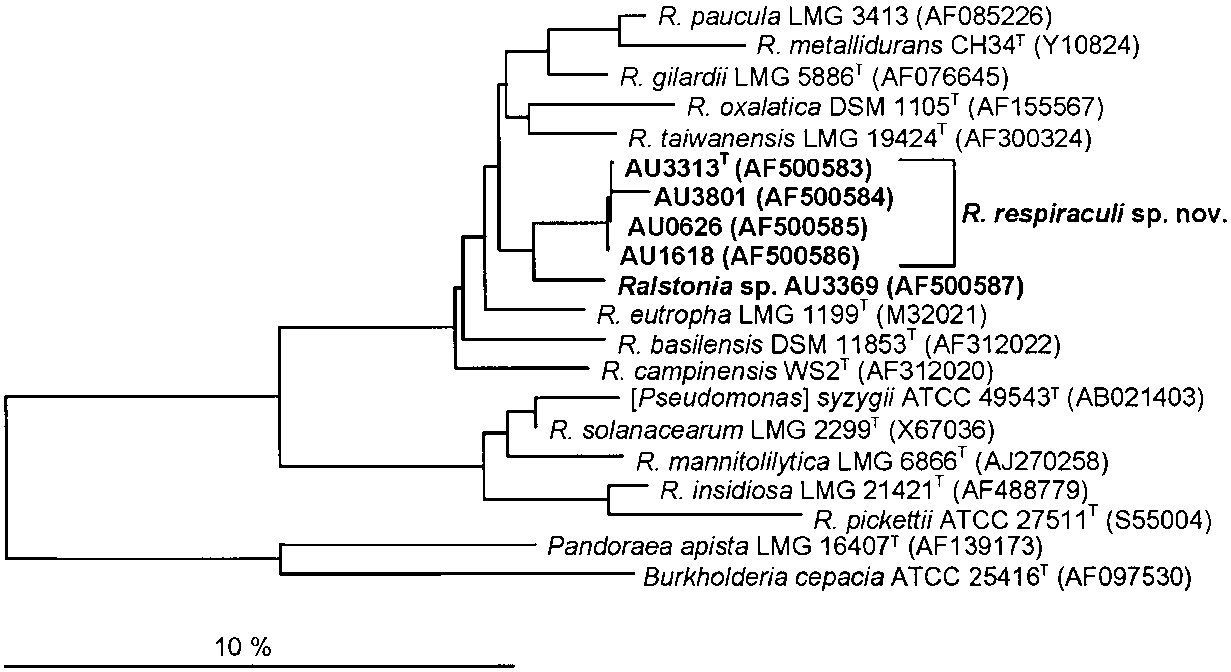 R. paucula LMG 3413 (AF085226)
R. metallidurans CH34ᵀ (Y10824)
R. gilardii LMG 5886ᵀ (AF076645)
R. oxalatica DSM 1105ᵀ (AF155567)
R. taiwanensis LMG 19424ᵀ (AF300324)
AU3313ᵀ (AF500583)
AU3801 (AF500584)
R. respiraculi sp. nov.
AU0626 (AF500585)
AU1618 (AF500586)
Ralstonia sp. AU3369 (AF500587)
R. eutropha LMG 1199ᵀ (M32021)
R. basilensis DSM 11853ᵀ (AF312022)
R. campinensis WS2ᵀ (AF312020)
[Pseudomonas] syzygii ATCC 49543ᵀ (AB021403)
R. solanacearum LMG 2299ᵀ (X67036)
R. mannitolilytica LMG 6866ᵀ (AJ270258)
R. insidiosa LMG 21421ᵀ (AF488779)
R. pickettii ATCC 27511ᵀ (S55004)
Pandoraea apista LMG 16407ᵀ (AF139173)
Burkholderia cepacia ATCC 25416ᵀ (AF097530)
10 %